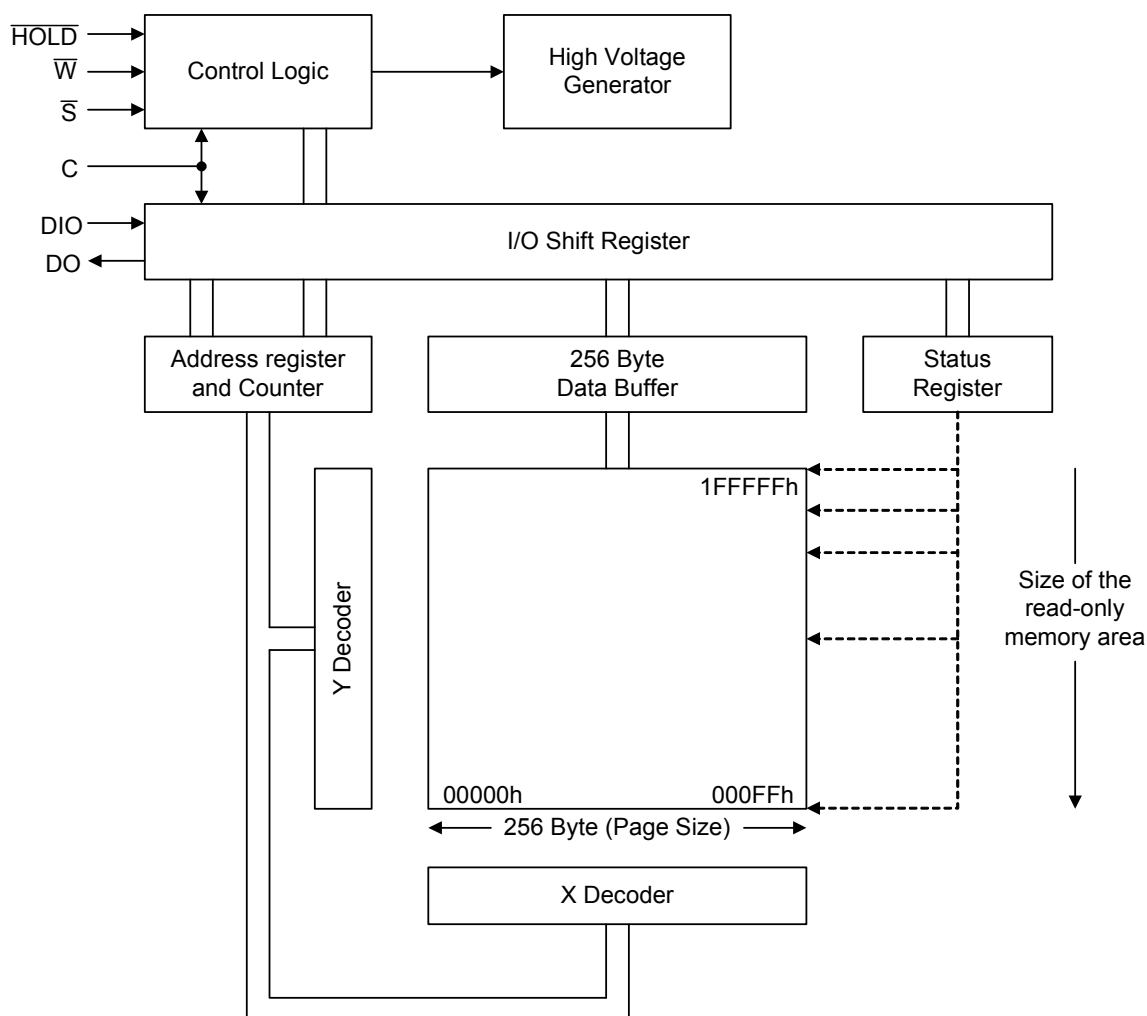 HOLD
W
S
C
DIO
DO
Control Logic
High Voltage
Generator
I/O Shift Register
Address register
and Counter
256 Byte
Data Buffer
Status
Register
Y Decoder
1FFFFFh
00000h
000FFh
256 Byte (Page Size)
Size of the
read-only
memory area
X Decoder